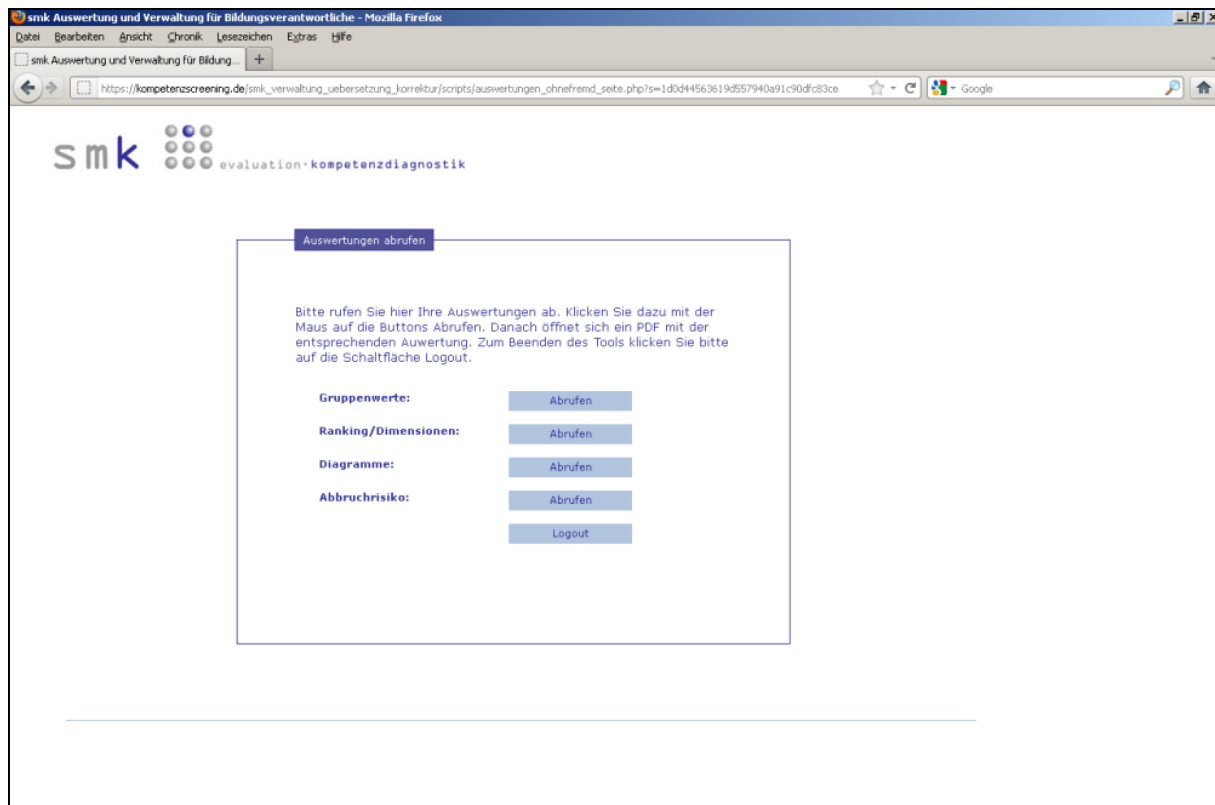 smk Auswertung und Verwaltung für Bildungsverantwortliche - Mozilla Firefox
Datei Bearbeiten Ansicht Chronik Lesezeichen Extras Hilfe
smk Auswertung und Verwaltung für Bildung... +
https://kompetenzscreening.de/smk_verwaltung_uebersetzung_korrektur/scripts/auswertungen_ohnefremd_seite.php?s=1d0d44563619d557940a91c90dfc83ce Google
smk evaluation·kompetenzdiagnostik
Auswertungen abrufen
Bitte rufen Sie hier Ihre Auswertungen ab. Klicken Sie dazu mit der
Maus auf die Buttons Abrufen. Danach öffnet sich ein PDF mit der
entsprechenden Auwertung. Zum Beenden des Tools klicken Sie bitte
auf die Schaltfläche Logout.
Gruppenwerte: Abrufen
Ranking/Dimensionen: Abrufen
Diagramme: Abrufen
Abbruchrisiko: Abrufen
Logout